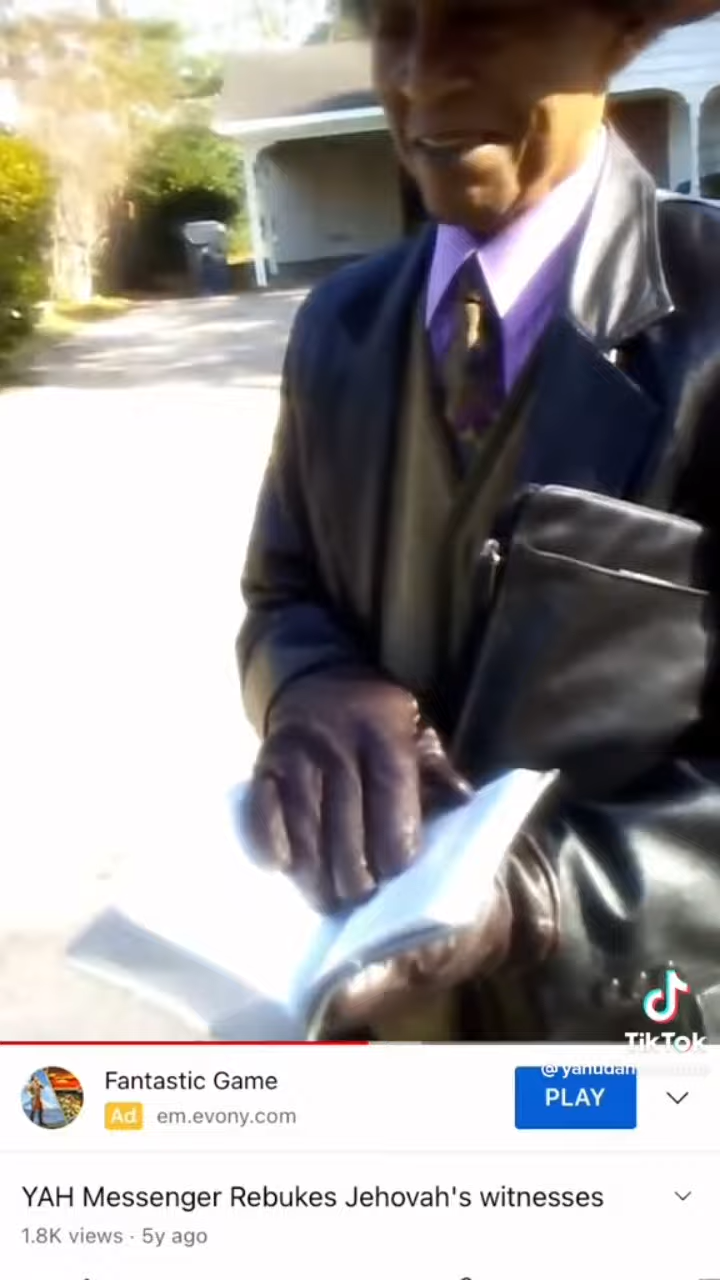 TikTok
Fantastic Game
Ad em.evony.com
PLAY
YAH Messenger Rebukes Jehovah's witnesses
1.8K views · 5y ago